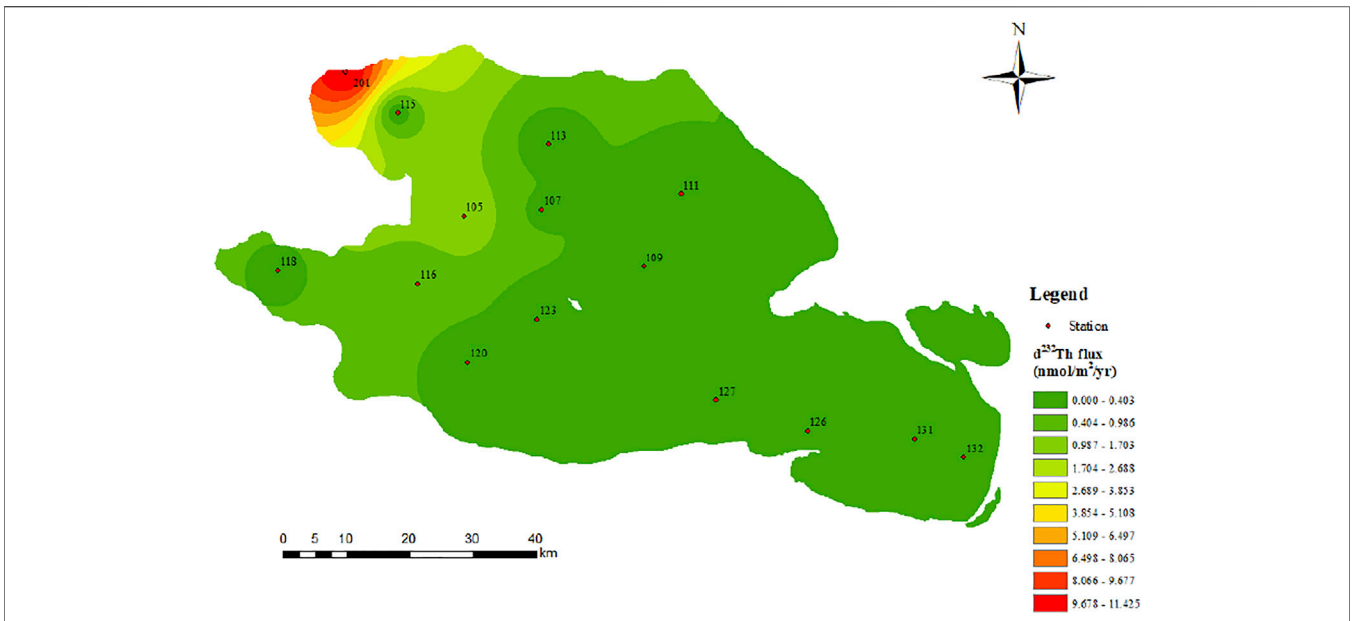 N
201
115
113
111
107
105
109
118
116
123
120
127
126
131
132
Legend
Station
d²³²Th flux
(nmol/m²/yr)
0.000 - 0.403
0.404 - 0.986
0.987 - 1.703
1.704 - 2.688
2.689 - 3.853
3.854 - 5.108
5.109 - 6.497
6.498 - 8.065
8.066 - 9.677
9.678 - 11.425
0 5 10 20 30 40
km